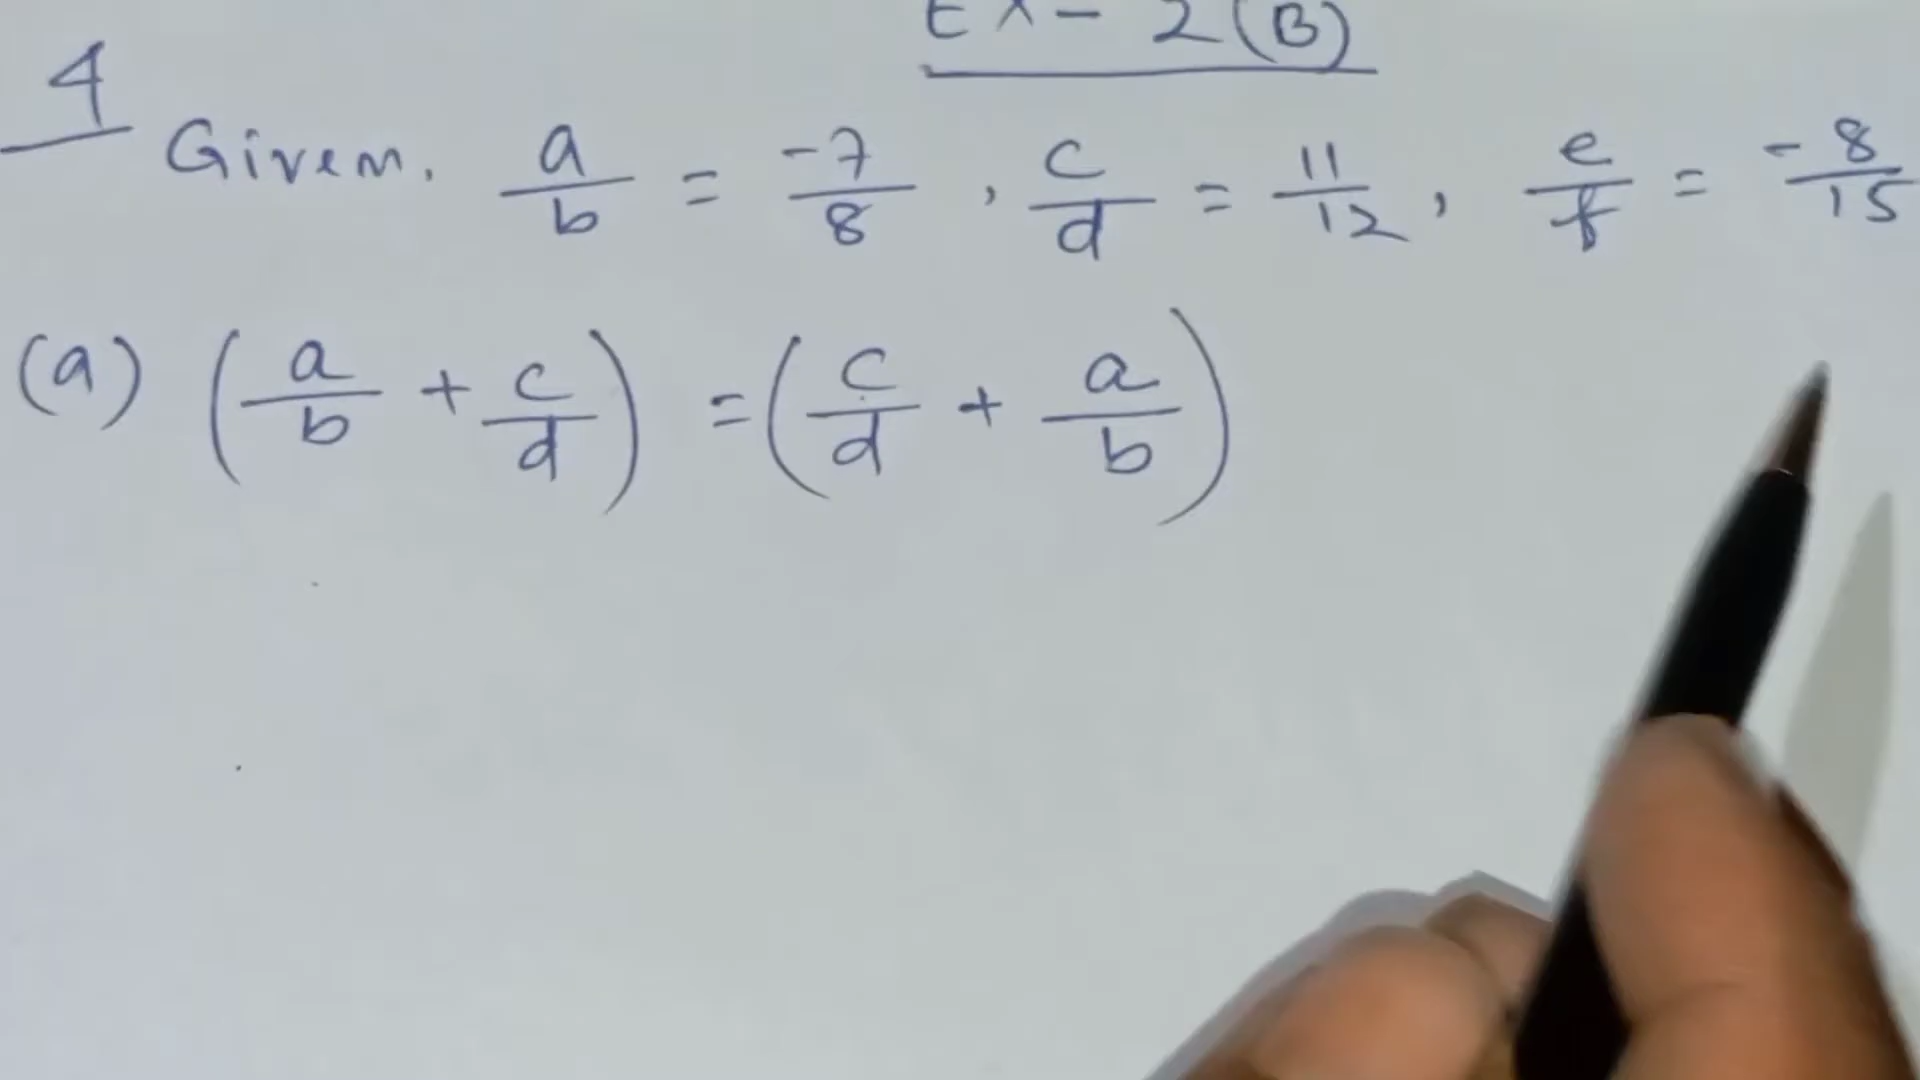 Ex - 2(B)
4
Given, a/b = -7/8, c/d = 11/12, e/f = -8/15
(a) (a/b + c/d) = (c/d + a/b)